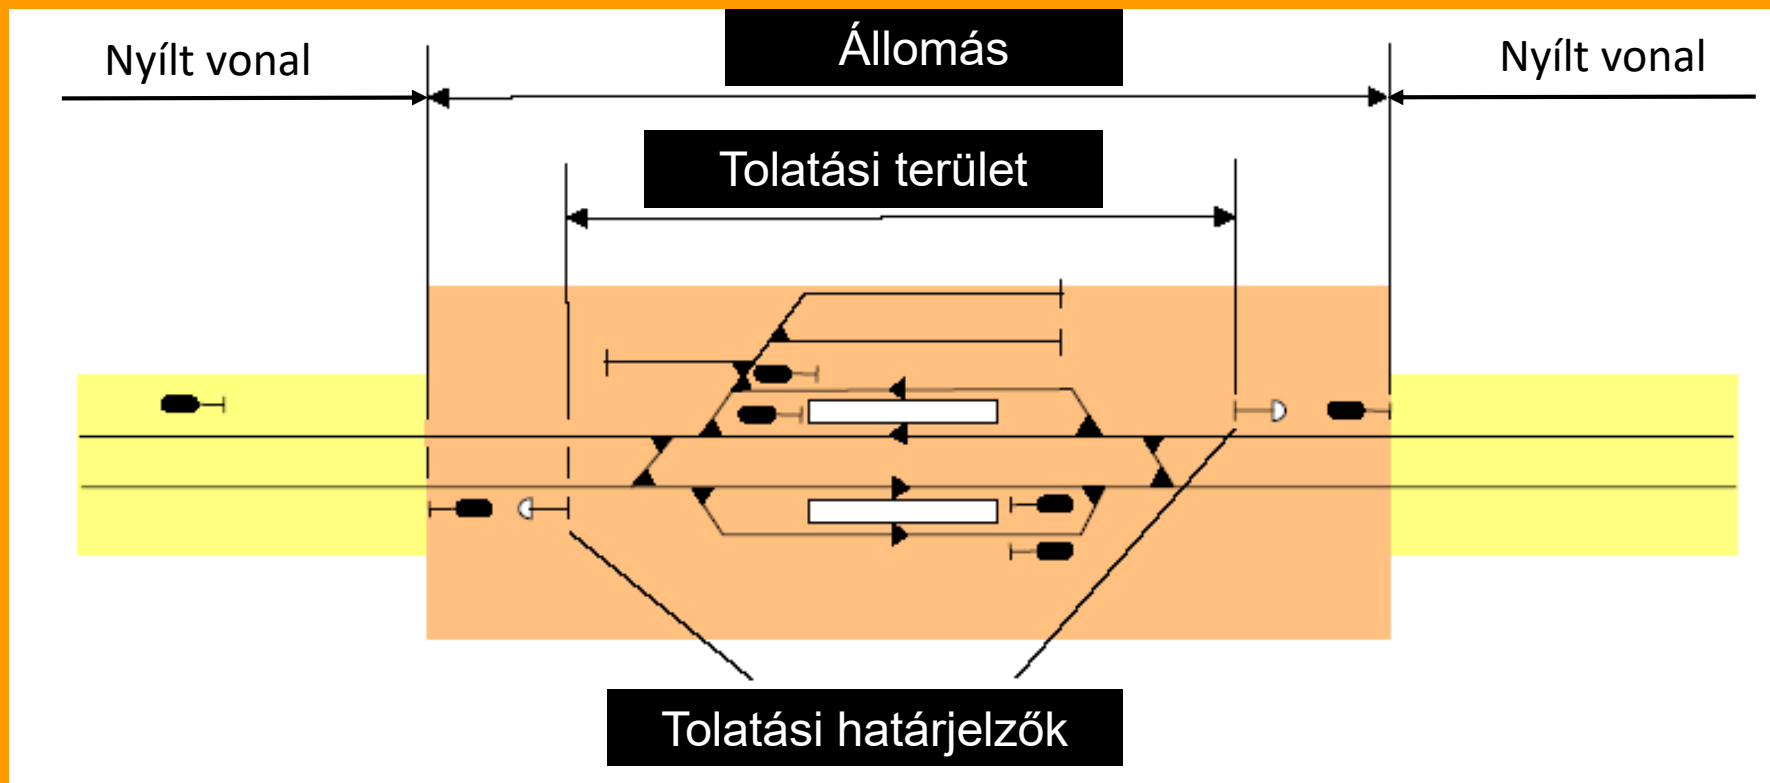 Állomás
Nyílt vonal
Nyílt vonal
Tolatási terület
Tolatási határjelzők